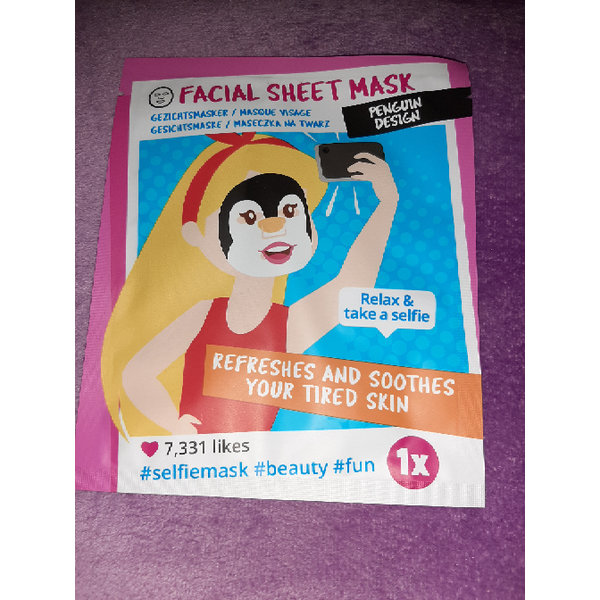 FACIAL SHEET MASK
GEZICHTSMASKER / MASQUE VISAGE
GESICHTSMASKE / MASECZKA NA TWARZ
PENGUIN
DESIGN
Relax &
take a selfie
REFRESHES AND SOOTHES
YOUR TIRED SKIN
7,331 likes
#selfiemask #beauty #fun
1x